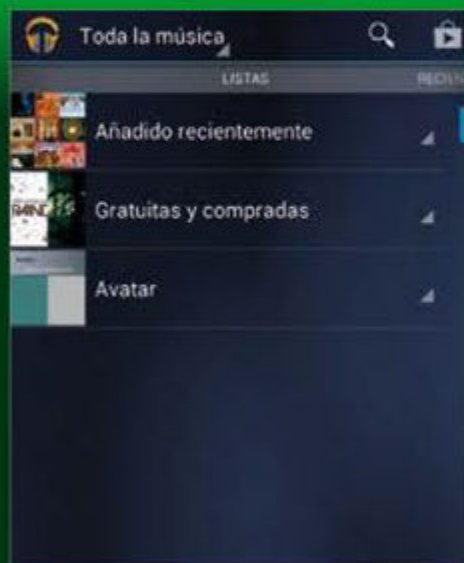 Toda la música
LISTAS
Añadido recientemente
Gratuitas y compradas
Avatar